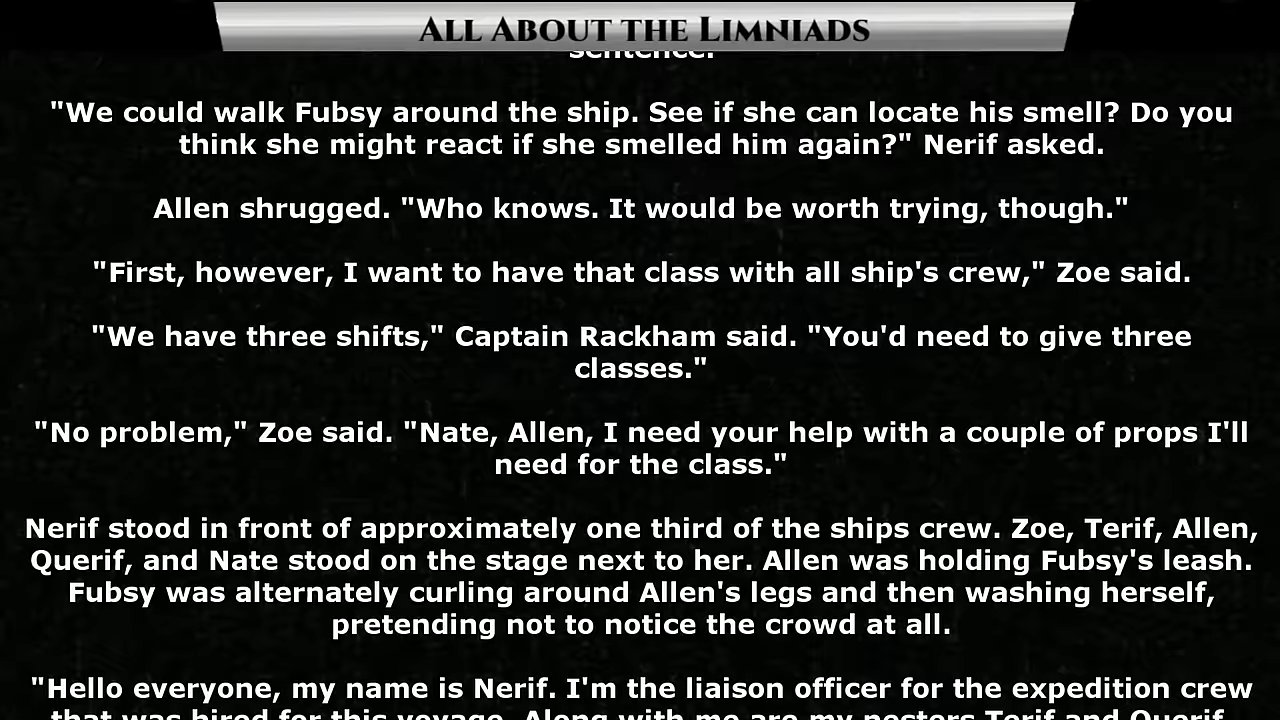 All About the Limniads
sentence.
"We could walk Fubsy around the ship. See if she can locate his smell? Do you
think she might react if she smelled him again?" Nerif asked.
Allen shrugged. "Who knows. It would be worth trying, though."
"First, however, I want to have that class with all ship's crew," Zoe said.
"We have three shifts," Captain Rackham said. "You'd need to give three
classes."
"No problem," Zoe said. "Nate, Allen, I need your help with a couple of props I'll
need for the class."
Nerif stood in front of approximately one third of the ships crew. Zoe, Terif, Allen,
Querif, and Nate stood on the stage next to her. Allen was holding Fubsy's leash.
Fubsy was alternately curling around Allen's legs and then washing herself,
pretending not to notice the crowd at all.
"Hello everyone, my name is Nerif. I'm the liaison officer for the expedition crew
that was hired for this voyage. Along with me are my nestors Terif and Querif.